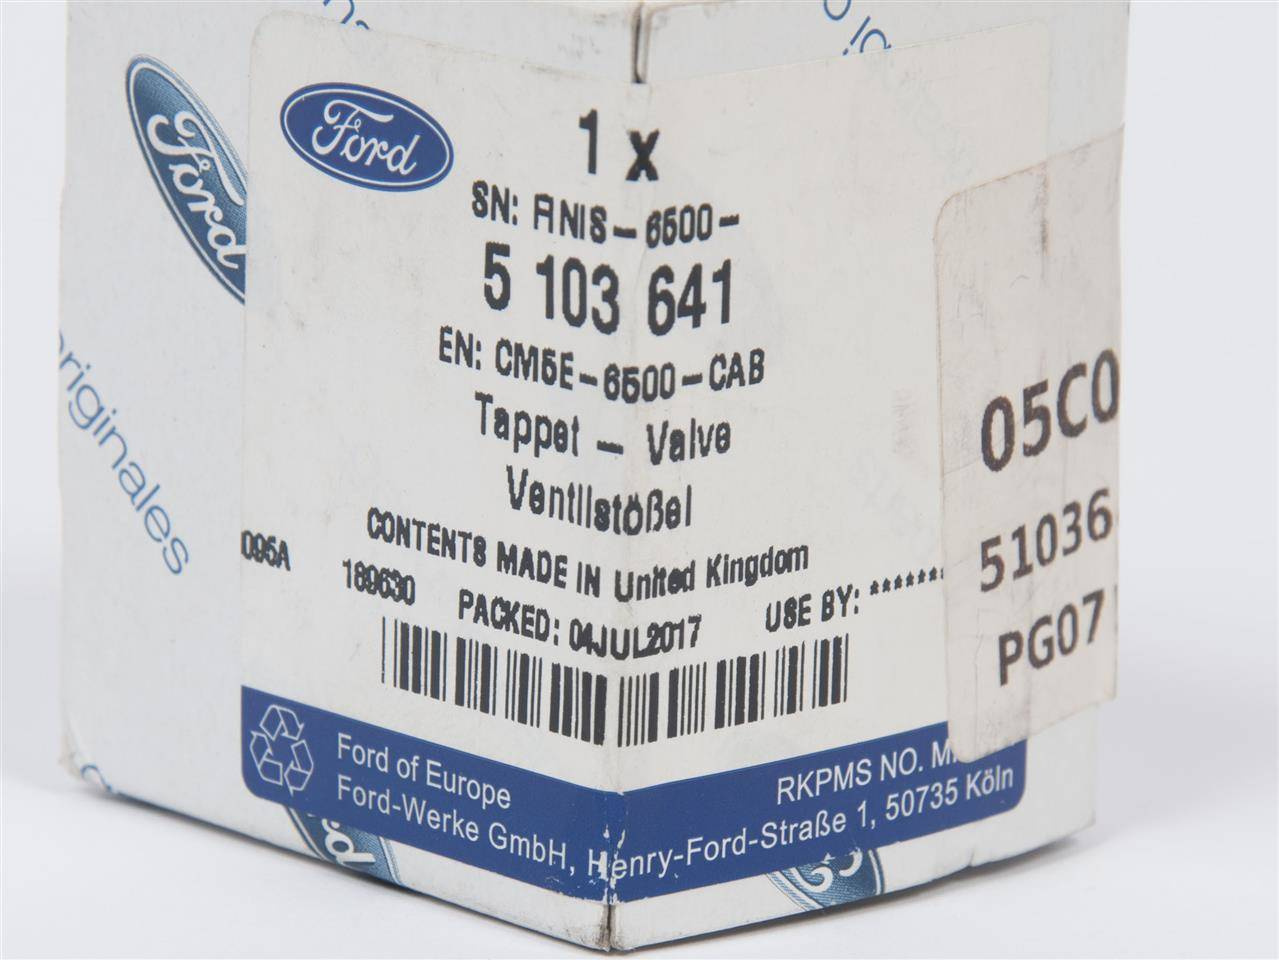 Ford
Ford
originales
1 x
SN: FINIS-6500-
5 103 641
EN: CM5E-6500-CAB
Tappet - Valve
Ventilstößel
CONTENTS MADE IN United Kingdom
095A 189630 PACKED: 04JUL2017 USE BY: *******
Ford of Europe RKPMS NO.
Ford-Werke GmbH, Henry-Ford-Straße 1, 50735 Köln
05C0
51036
PG07